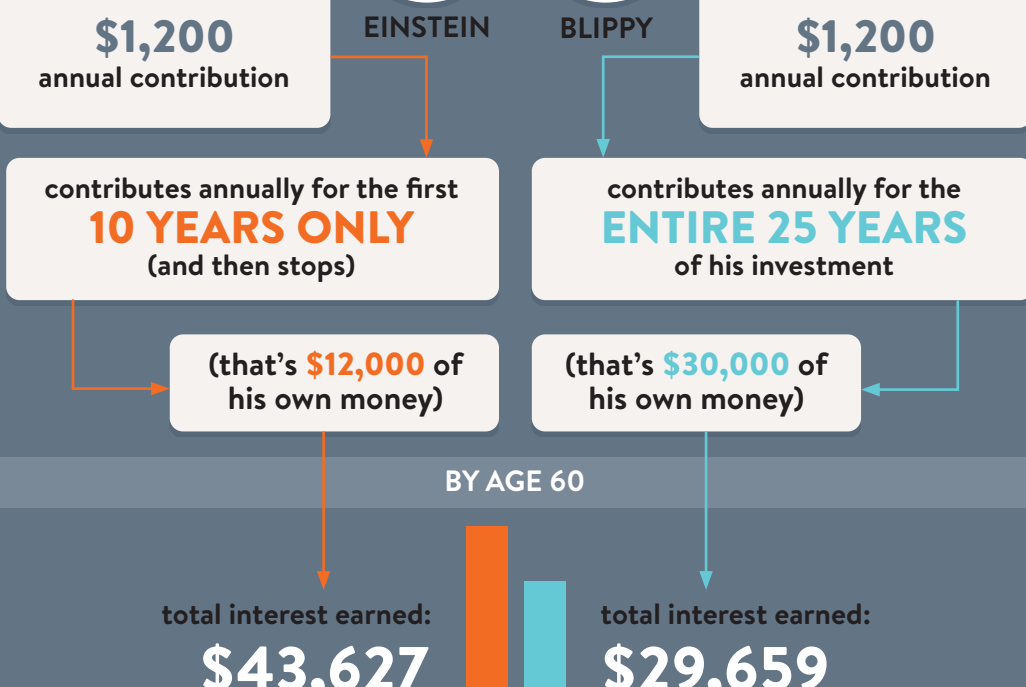 EINSTEIN
BLIPPY
$1,200
annual contribution
$1,200
annual contribution
contributes annually for the first
10 YEARS ONLY
(and then stops)
contributes annually for the
ENTIRE 25 YEARS
of his investment
(that's $12,000 of
his own money)
(that's $30,000 of
his own money)
BY AGE 60
total interest earned:
$43,627
total interest earned:
$29,659